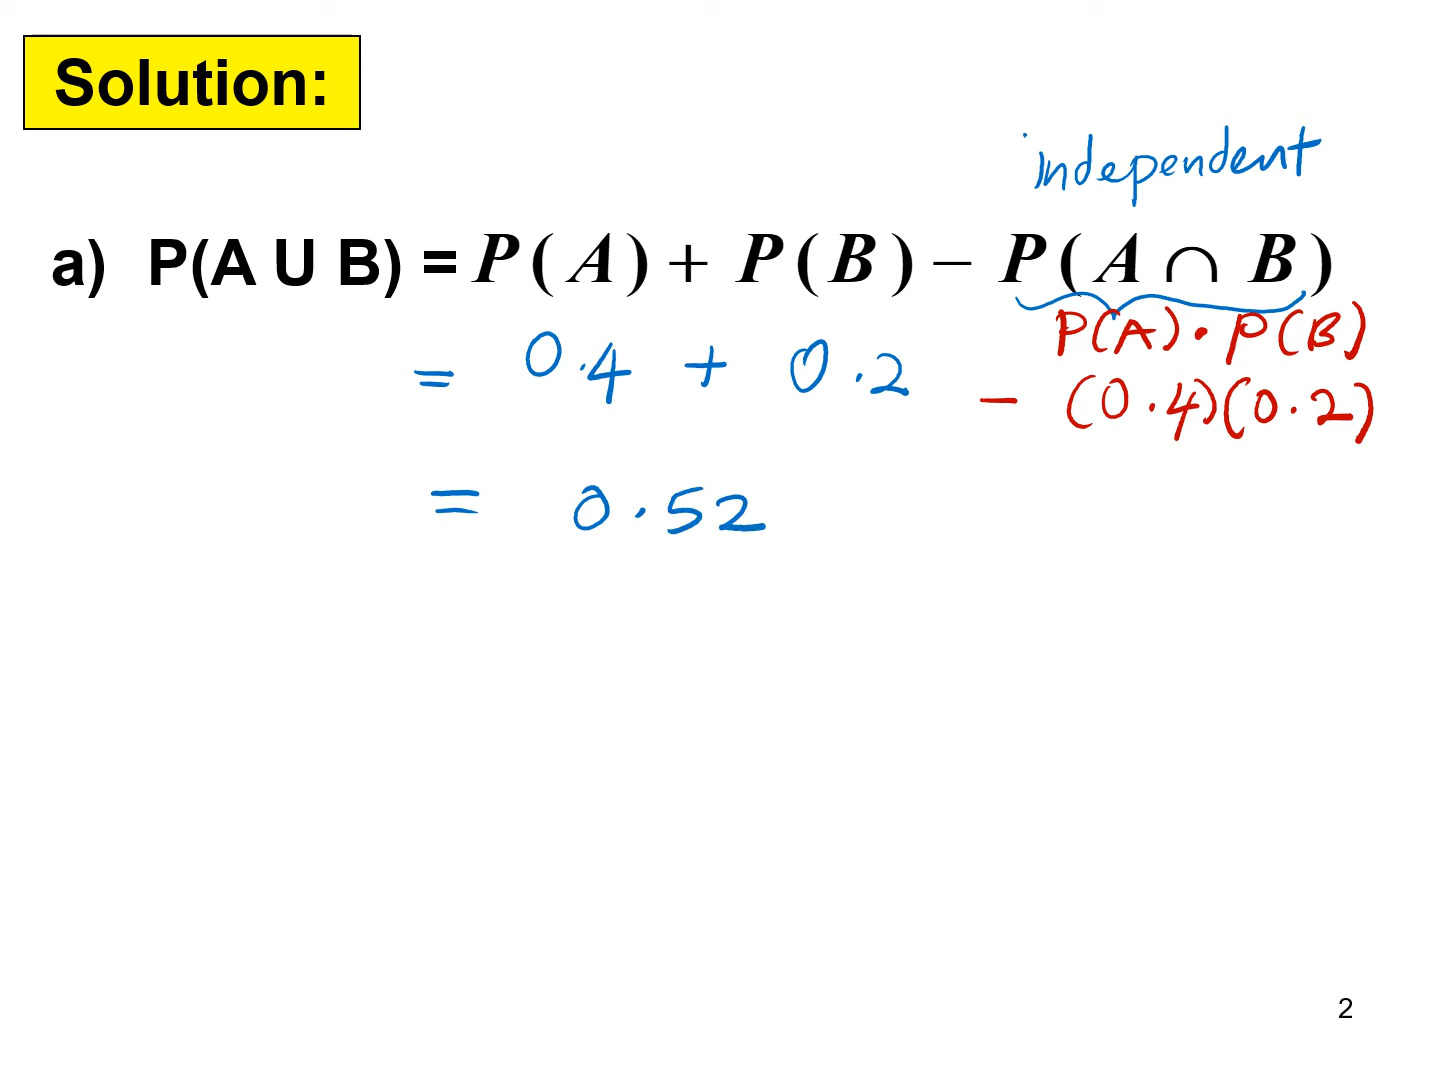 Solution:
independent
a) P(A U B) = P(A) + P(B) − P(A ∩ B)
P(A) · P(B)
= 0.4 + 0.2 − (0.4)(0.2)
= 0.52
2